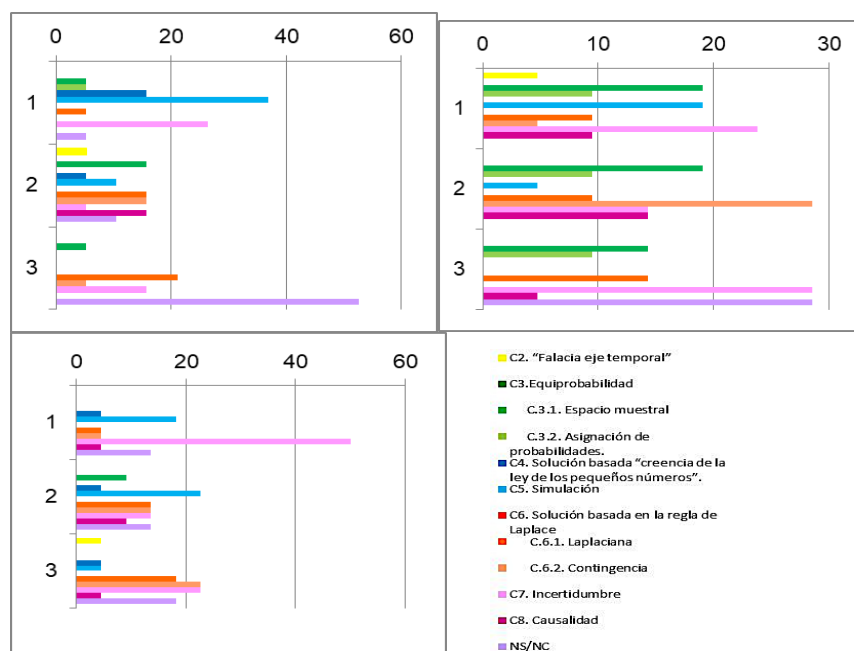 0 20 40 60
1
2
3
0 10 20 30
1
2
3
0 20 40 60
1
2
3
C2. “Falacia eje temporal”
C3.Equiprobabilidad
C.3.1. Espacio muestral
C.3.2. Asignación de
probabilidades.
C4. Solución basada “creencia de la
ley de los pequeños números”.
C5. Simulación
C6. Solución basada en la regla de
Laplace
C.6.1. Laplaciana
C.6.2. Contingencia
C7. Incertidumbre
C8. Causalidad
NS/NC